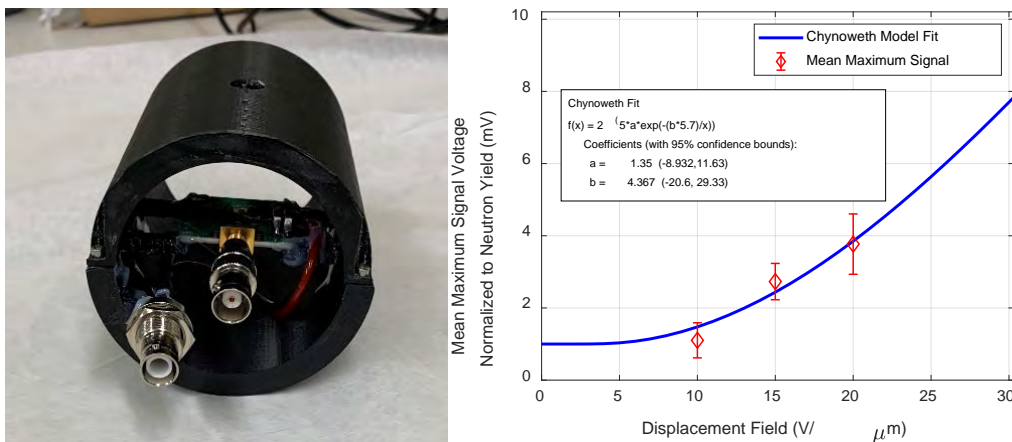 Mean Maximum Signal Voltage
Normalized to Neutron Yield (mV)
10
8
6
4
2
0
Chynoweth Model Fit
Mean Maximum Signal
Chynoweth Fit
f(x) = 2 (5*a*exp(-(b*5.7)/x))
Coefficients (with 95% confidence bounds):
a = 1.35 (-8.932,11.63)
b = 4.367 (-20.6, 29.33)
0 5 10 15 20 25 30
Displacement Field (V/ μm)